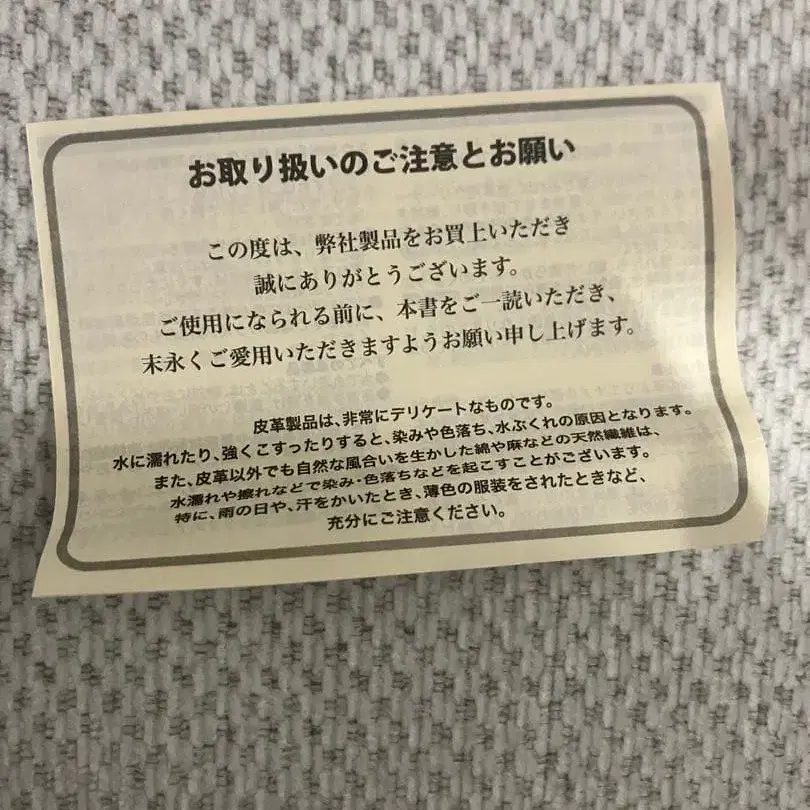 お取り扱いのご注意とお願い
この度は、弊社製品をお買上いただき
誠にありがとうございます。
ご使用になられる前に、本書をご一読いただき、
末永くご愛用いただきますようお願い申し上げます。
皮革製品は、非常にデリケートなものです。
水に濡れたり、強くこすったりすると、染みや色落ち、水ぶくれの原因となります。
また、皮革以外でも自然な風合いを生かした綿や麻などの天然繊維は、
水濡れや擦れなどで染み・色落ちなどを起こすことがございます。
特に、雨の日や、汗をかいたとき、薄色の服装をされたときなど、
充分にご注意ください。